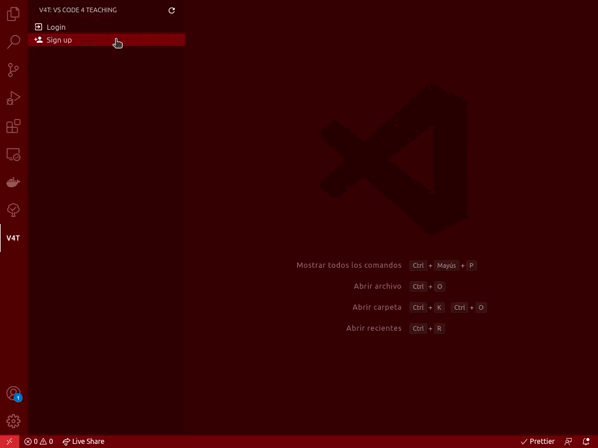 V4T: VS CODE 4 TEACHING
Login
Sign up
V4T
Mostrar todos los comandos Ctrl + Mayús + P
Abrir archivo Ctrl + O
Abrir carpeta Ctrl + K Ctrl + O
Abrir recientes Ctrl + R
1
0 0 Live Share Prettier